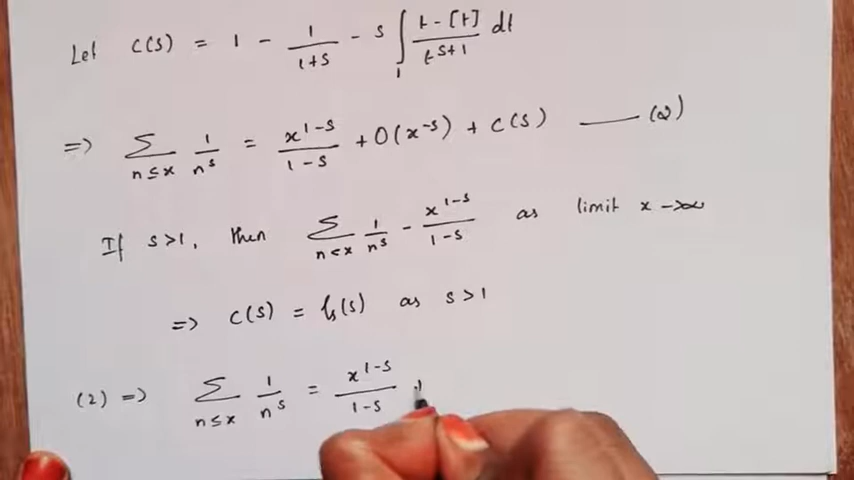 Let C(s) = 1 - 1/(1+s) - s ∫_1 (t - [t])/(t^(s+1)) dt
=> Σ_(n≤x) 1/n^s = x^(1-s)/(1-s) + O(x^(-s)) + C(s) —— (2)
If s>1, then Σ_(n<x) 1/n^s - x^(1-s)/(1-s) as limit x →∞
=> C(s) = ζ(s) as s>1
(2) => Σ_(n≤x) 1/n^s = x^(1-s)/(1-s)